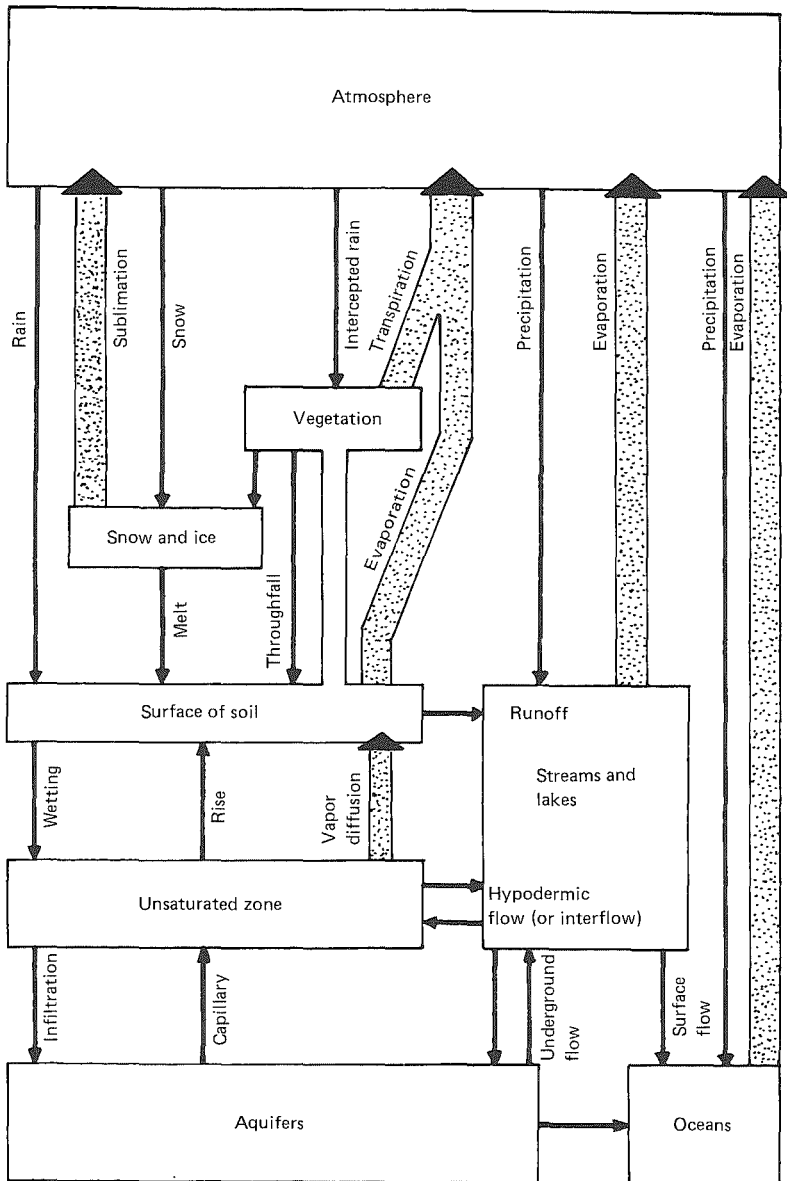 Atmosphere
Rain
Sublimation
Snow
Intercepted rain
Transpiration
Precipitation
Evaporation
Precipitation
Evaporation
Vegetation
Evaporation
Snow and ice
Melt
Throughfall
Surface of soil
Runoff
Streams and
lakes
Wetting
Rise
Vapor
diffusion
Unsaturated zone
Hypodermic
flow (or interflow)
Infiltration
Capillary
Underground
flow
Surface
flow
Aquifers
Oceans